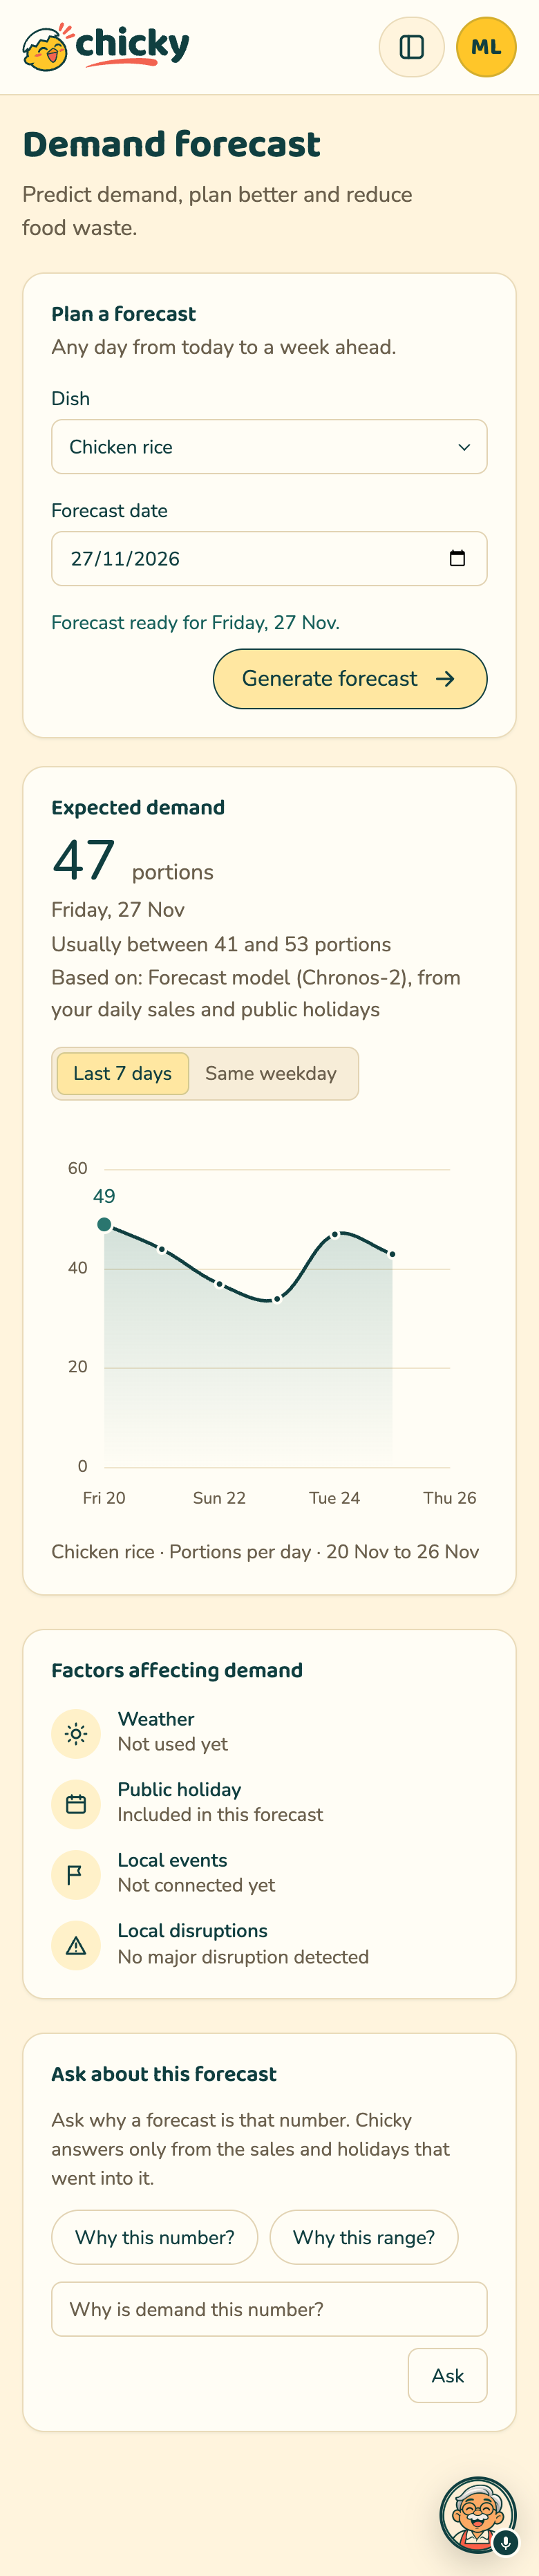 chicky
ML
Demand forecast
Predict demand, plan better and reduce
food waste.
Plan a forecast
Any day from today to a week ahead.
Dish
Chicken rice
Forecast date
27/11/2026
Forecast ready for Friday, 27 Nov.
Generate forecast
Expected demand
47 portions
Friday, 27 Nov
Usually between 41 and 53 portions
Based on: Forecast model (Chronos-2), from
your daily sales and public holidays
Last 7 days Same weekday
60
49
40
20
0
Fri 20 Sun 22 Tue 24 Thu 26
Chicken rice · Portions per day · 20 Nov to 26 Nov
Factors affecting demand
Weather
Not used yet
Public holiday
Included in this forecast
Local events
Not connected yet
Local disruptions
No major disruption detected
Ask about this forecast
Ask why a forecast is that number. Chicky
answers only from the sales and holidays that
went into it.
Why this number? Why this range?
Why is demand this number?
Ask